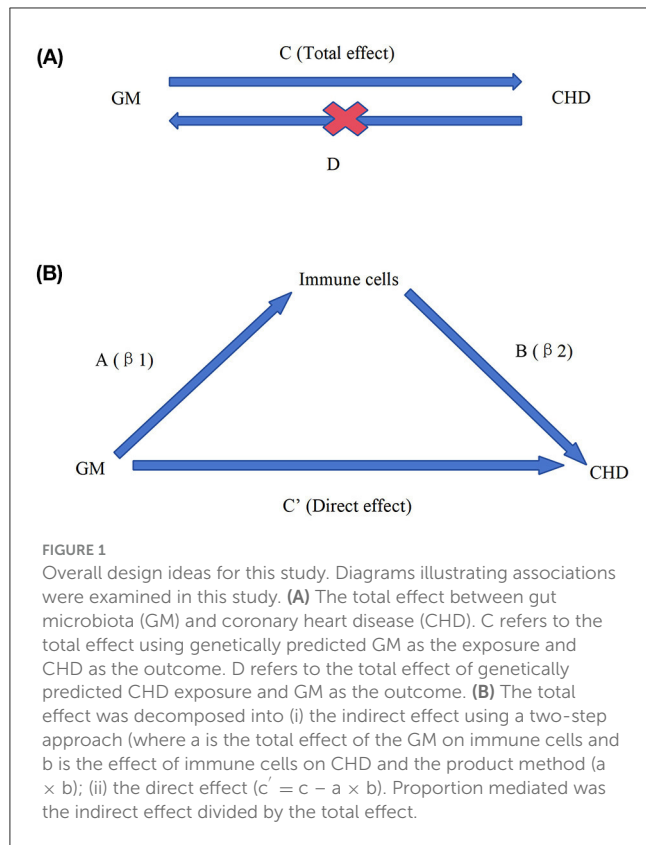 (A)
C (Total effect)
GM
CHD
D
(B)
Immune cells
A ( β 1)
B ( β 2)
GM
CHD
C’ (Direct effect)
FIGURE 1
Overall design ideas for this study. Diagrams illustrating associations
were examined in this study. (A) The total effect between gut
microbiota (GM) and coronary heart disease (CHD). C refers to the
total effect using genetically predicted GM as the exposure and
CHD as the outcome. D refers to the total effect of genetically
predicted CHD exposure and GM as the outcome. (B) The total
effect was decomposed into (i) the indirect effect using a two-step
approach (where a is the total effect of the GM on immune cells and
b is the effect of immune cells on CHD and the product method (a
× b); (ii) the direct effect (c′ = c – a × b). Proportion mediated was
the indirect effect divided by the total effect.